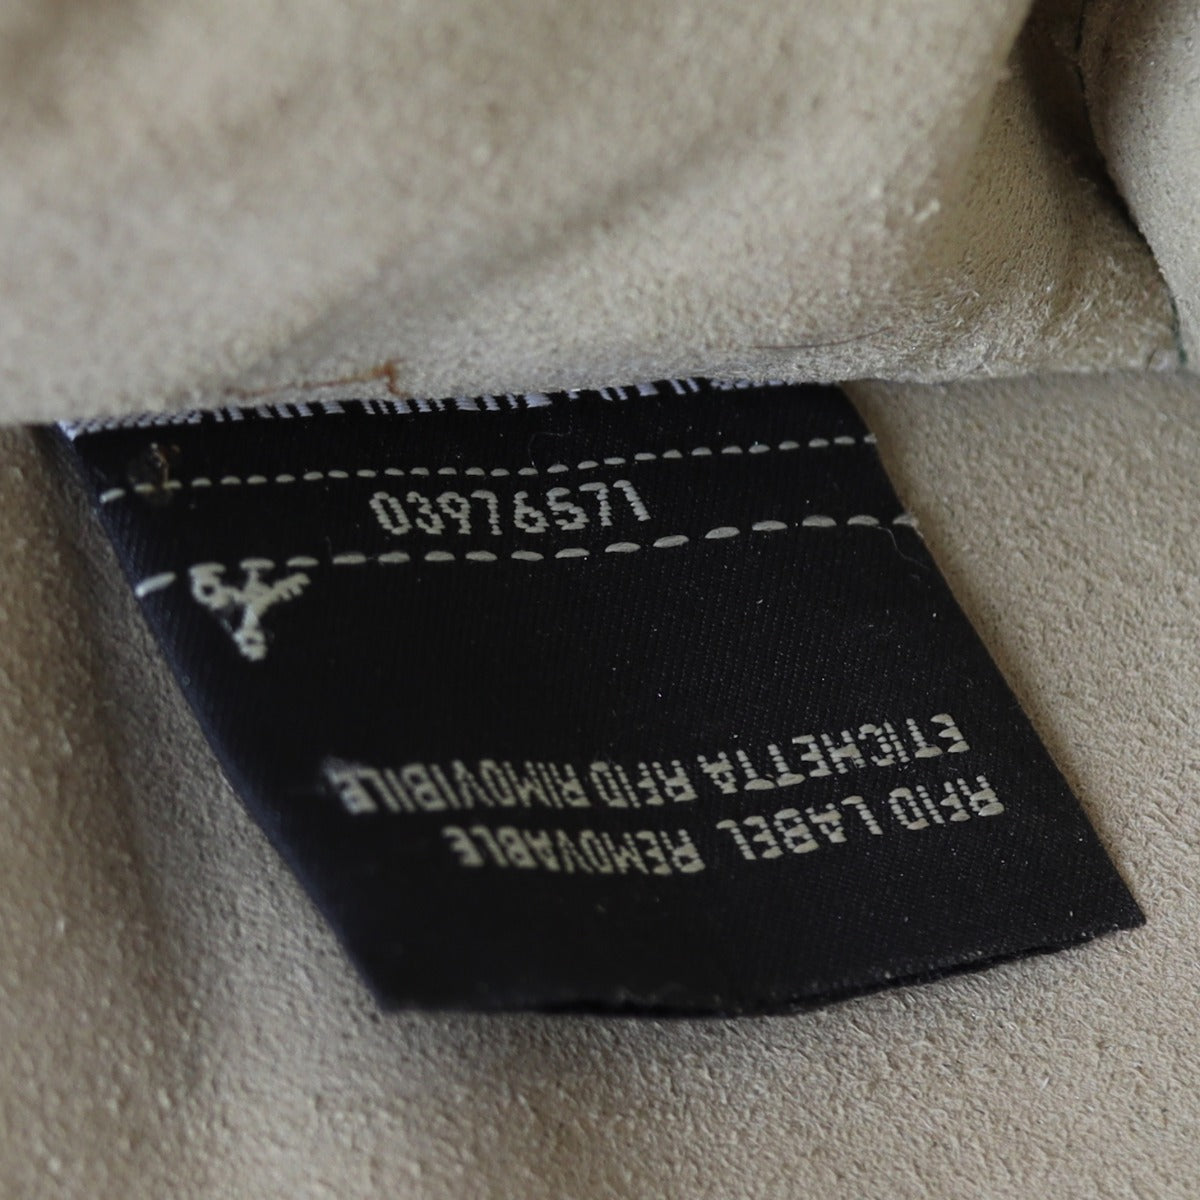 03976571
ETICHETTA RFID RIMOVIBILE
RFID LABEL REMOVABLE